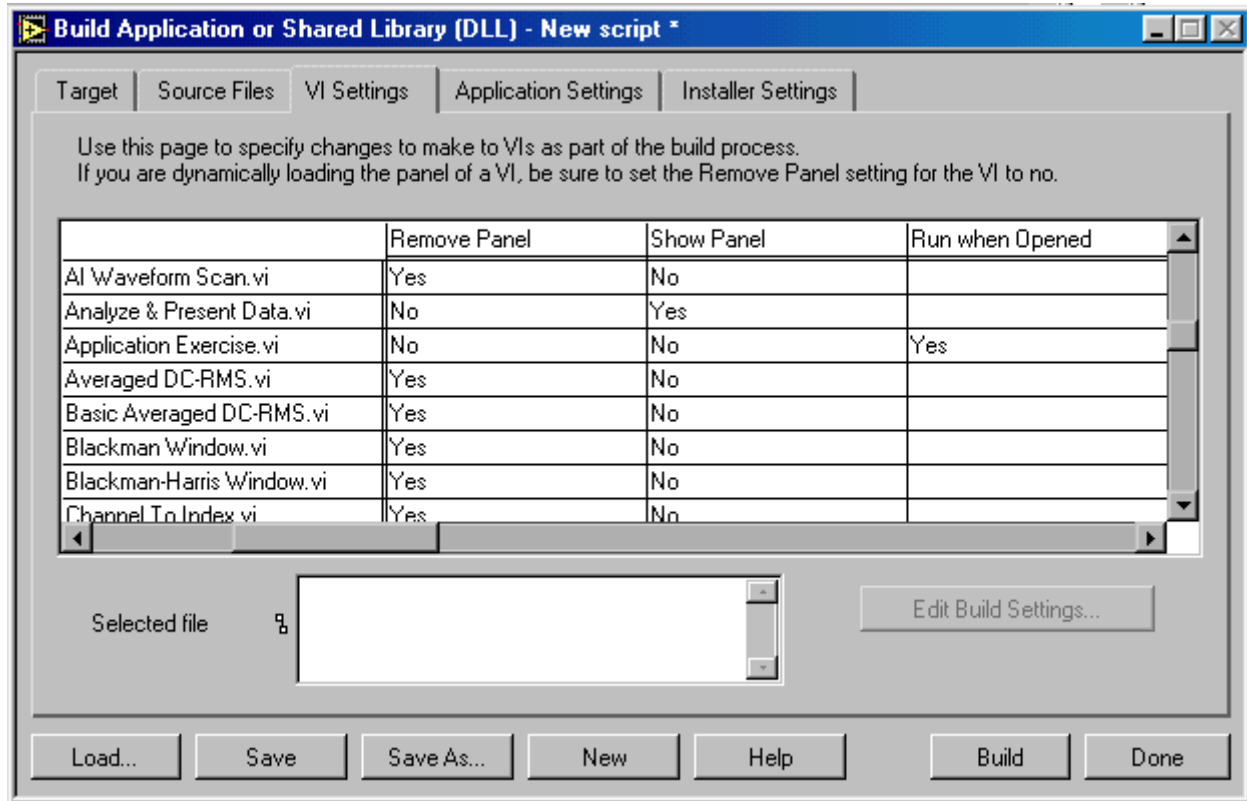 Build Application or Shared Library (DLL) - New script *
Target Source Files VI Settings Application Settings Installer Settings
Use this page to specify changes to make to VIs as part of the build process.
If you are dynamically loading the panel of a VI, be sure to set the Remove Panel setting for the VI to no.
Remove Panel Show Panel Run when Opened
AI Waveform Scan.vi Yes No
Analyze & Present Data.vi No Yes
Application Exercise.vi No No Yes
Averaged DC-RMS.vi Yes No
Basic Averaged DC-RMS.vi Yes No
Blackman Window.vi Yes No
Blackman-Harris Window.vi Yes No
Channel To Index.vi Yes No
Selected file Edit Build Settings...
Load... Save Save As... New Help Build Done